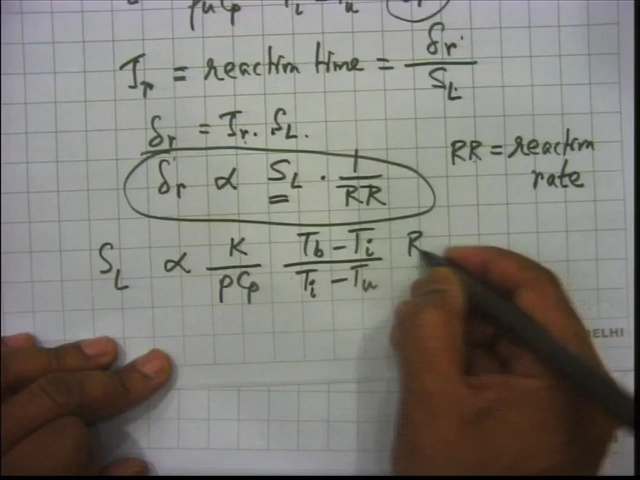 τr = reaction time = δr / SL
δr = τr . SL.
δr ∝ SL . 1 / RR
RR = reaction
rate
SL ∝ K / ρCp Tb − Ti / Ti − Tu R
DELHI